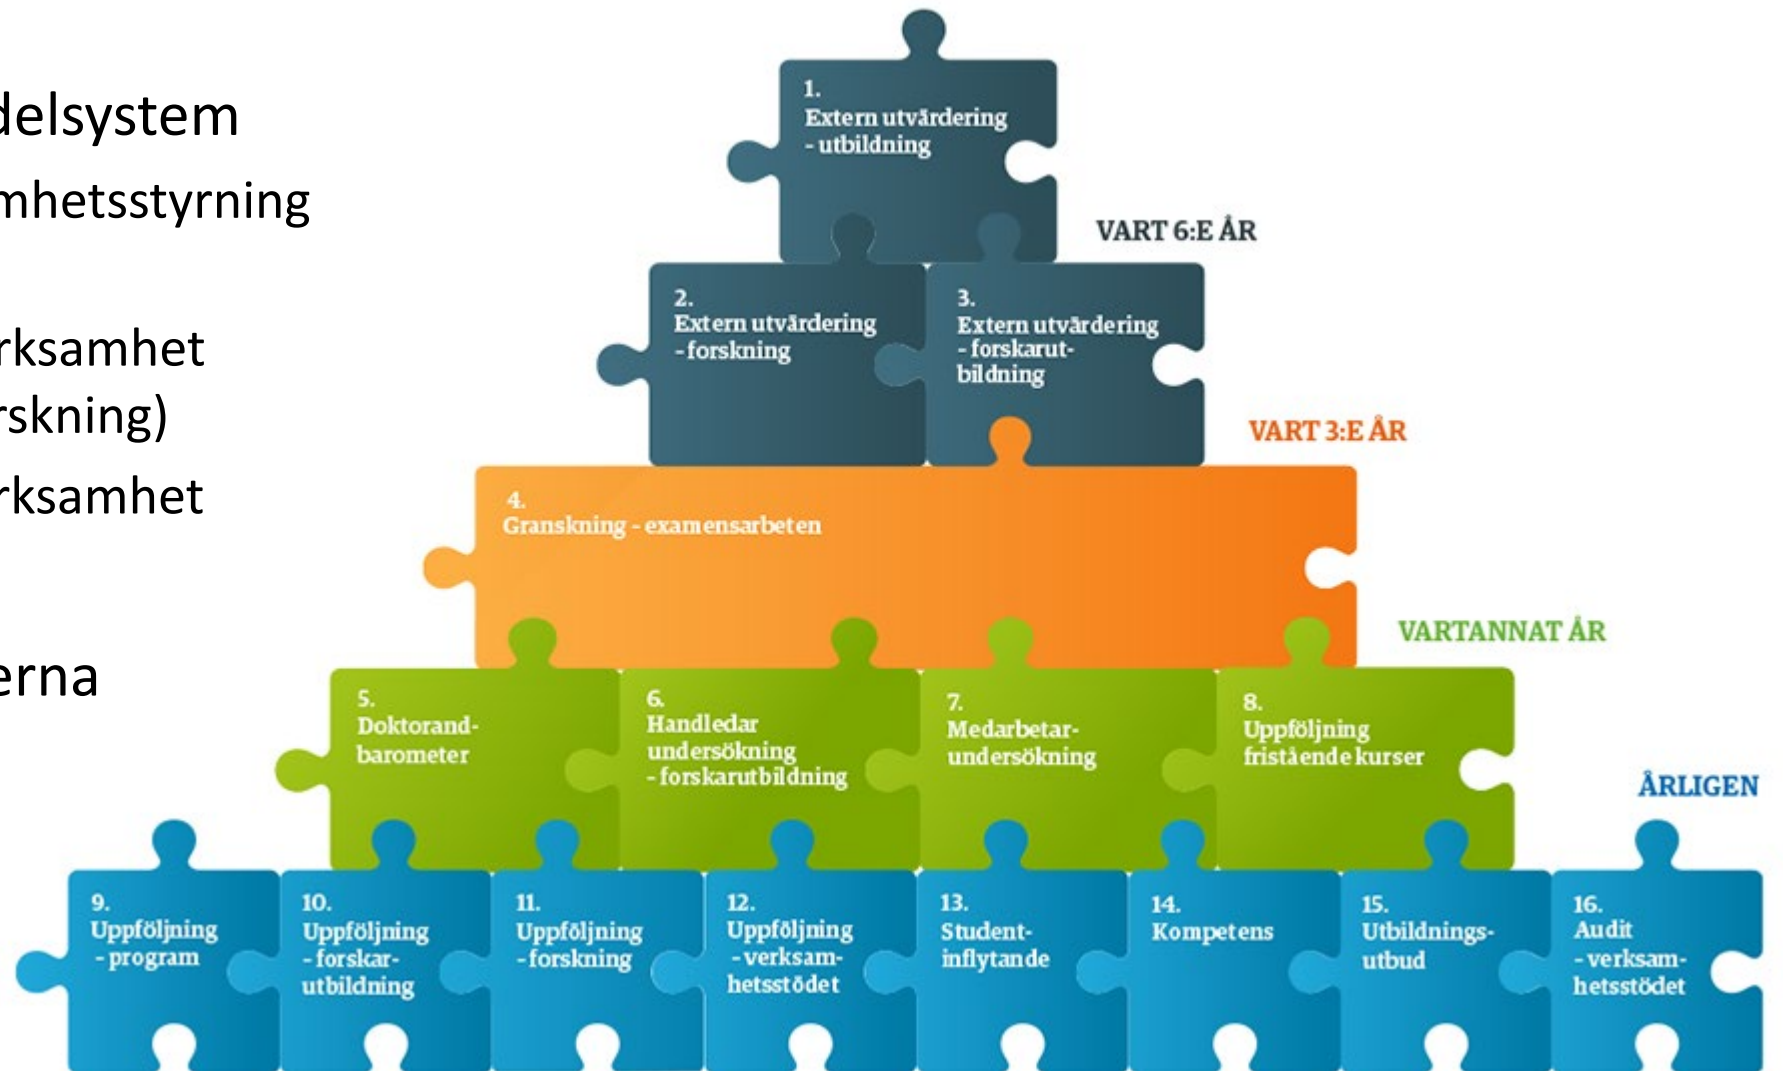 delsystem
mhetsstyrning
rksamhet
rskning)
rksamhet
erna
1.
Extern utvärdering
- utbildning
VART 6:E ÅR
2.
Extern utvärdering
- forskning
3.
Extern utvärdering
- forskarut-
bildning
VART 3:E ÅR
4.
Granskning - examensarbeten
VARTANNAT ÅR
5.
Doktorand-
barometer
6.
Handledar
undersökning
- forskarutbildning
7.
Medarbetar-
undersökning
8.
Uppföljning
fristående kurser
ÅRLIGEN
9.
Uppföljning
- program
10.
Uppföljning
- forskar-
utbildning
11.
Uppföljning
- forskning
12.
Uppföljning
- verksam-
hetsstödet
13.
Student-
inflytande
14.
Kompetens
15.
Utbildnings-
utbud
16.
Audit
- verksam-
hetsstödet